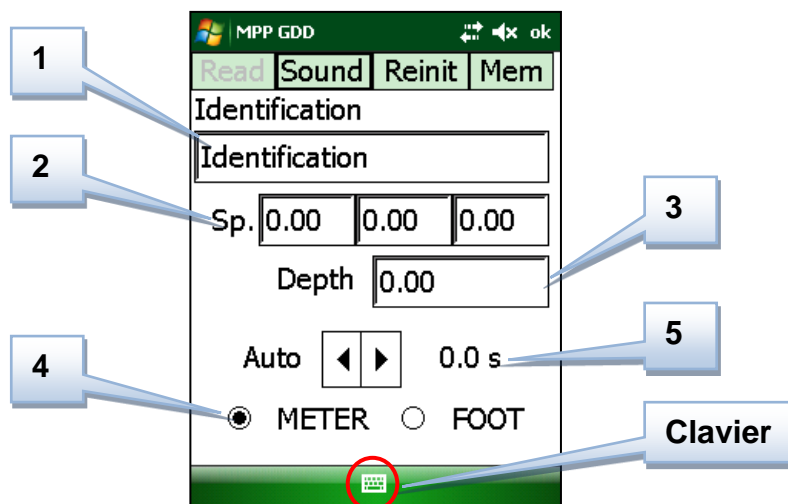 MPP GDD ok
1
Read Sound Reinit Mem
Identification
Identification
2
Sp. 0.00 0.00 0.00
3
Depth 0.00
Auto 0.0 s
5
4
METER FOOT
Clavier